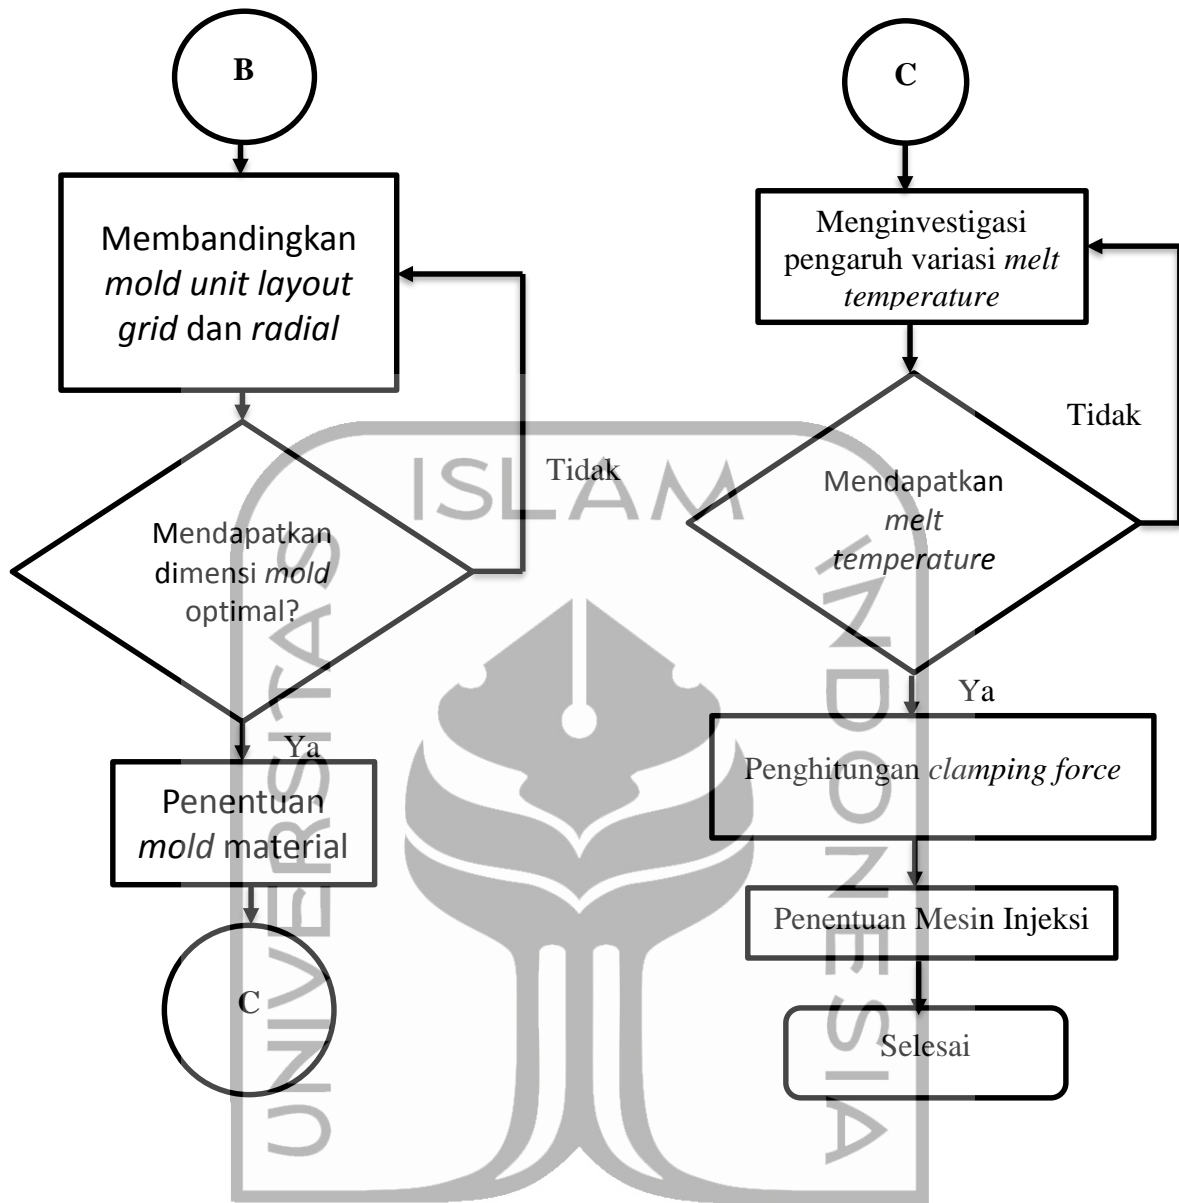 B
Membandingkan
mold unit layout
grid dan radial
Tidak
Mendapatkan
dimensi mold
optimal?
Ya
Penentuan
mold material
C
C
Menginvestigasi
pengaruh variasi melt
temperature
Tidak
Mendapatkan
melt
temperature
Ya
Penghitungan clamping force
Penentuan Mesin Injeksi
Selesai
UNIVERSITAS
ISLAM
INDONESIA